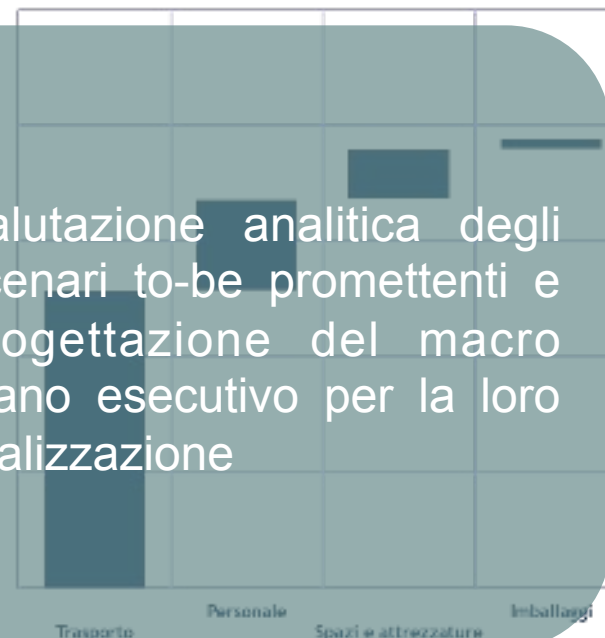 alutazione analitica degli
cenari to-be promettenti e
ogettazione del macro
ano esecutivo per la loro
alizzazione
Personale
Imballaggi
Trasporto
Spazi e attrezzature